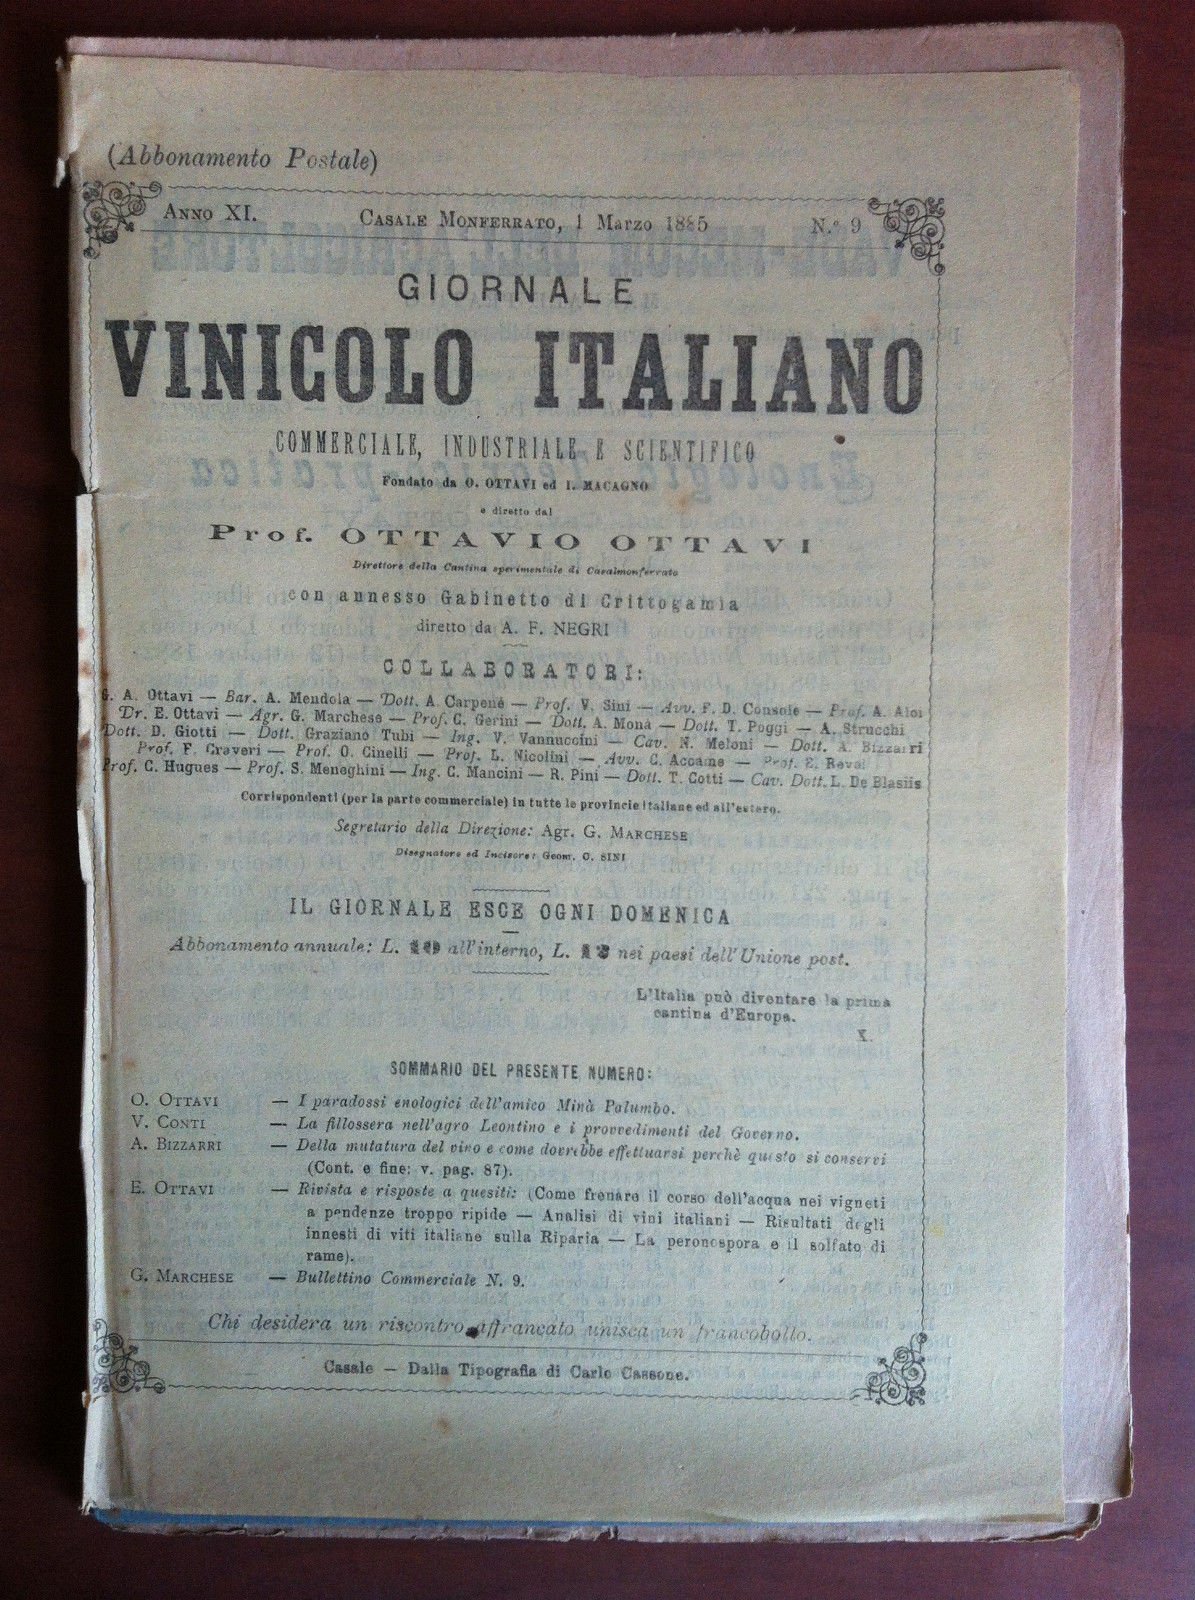 (Abbonamento Postale)
ANNO XI. CASALE MONFERRATO, 1 Marzo 1885 N.° 9
GIORNALE
VINICOLO ITALIANO
COMMERCIALE, INDUSTRIALE E SCIENTIFICO
Fondato da O. OTTAVI ed I. MACAGNO
e diretto dal
Prof. OTTAVIO OTTAVI
Direttore della Cantina sperimentale di Casalmonferrato
con annesso Gabinetto di Crittogamia
diretto da A. F. NEGRI
COLLABORATORI:
G. A. Ottavi — Bar. A. Mendola — Dott. A Carpenè — Prof. V. Sini — Avv. F. D. Console — Prof. A. Aloi
Dr. E. Ottavi — Agr. G. Marchese — Prof. C. Gerini — Dott. A. Mona — Dott. T. Poggi — A. Strucchi
Dott. D. Giotti — Dott. Graziano Tubi — Ing. V. Vannuccini — Cav. N. Meloni — Dott. A. Bizzarri
Prof. F. Craveri — Prof. O. Cinelli — Prof. L. Nicolini — Avv. C. Accame — Prof. E. Revel
Prof. C. Hugues — Prof. S. Meneghini — Ing. C. Mancini — R. Pini — Dott. T. Cotti — Cav. Dott. L. De Blasiis
Corrispondenti (per la parte commerciale) in tutte le provincie italiane ed all'estero.
Segretario della Direzione: Agr. G. MARCHESE
Disegnatore ed Incisore: Geom. O. SINI
IL GIORNALE ESCE OGNI DOMENICA
Abbonamento annuale: L. 10 all'interno, L. 12 nei paesi dell'Unione post.
L'Italia può diventare la prima
cantina d'Europa.
X.
SOMMARIO DEL PRESENTE NUMERO:
O. OTTAVI — I paradossi enologici dell'amico Minà Palumbo.
V. CONTI — La fillossera nell'agro Leontino e i provvedimenti del Governo.
A. BIZZARRI — Della mutatura del vino e come dovrebbe effettuarsi perchè questo si conservi
(Cont. e fine; v. pag. 87).
E. OTTAVI — Rivista e risposte a quesiti: (Come frenare il corso dell'acqua nei vigneti
a pendenze troppo ripide — Analisi di vini italiani — Risultati degli
innesti di viti italiane sulla Riparia — La peronospora e il solfato di
rame).
G. MARCHESE — Bullettino Commerciale N. 9.
Chi desidera un riscontro affrancato unisca un francobollo.
Casale — Dalla Tipografia di Carlo Cassone.